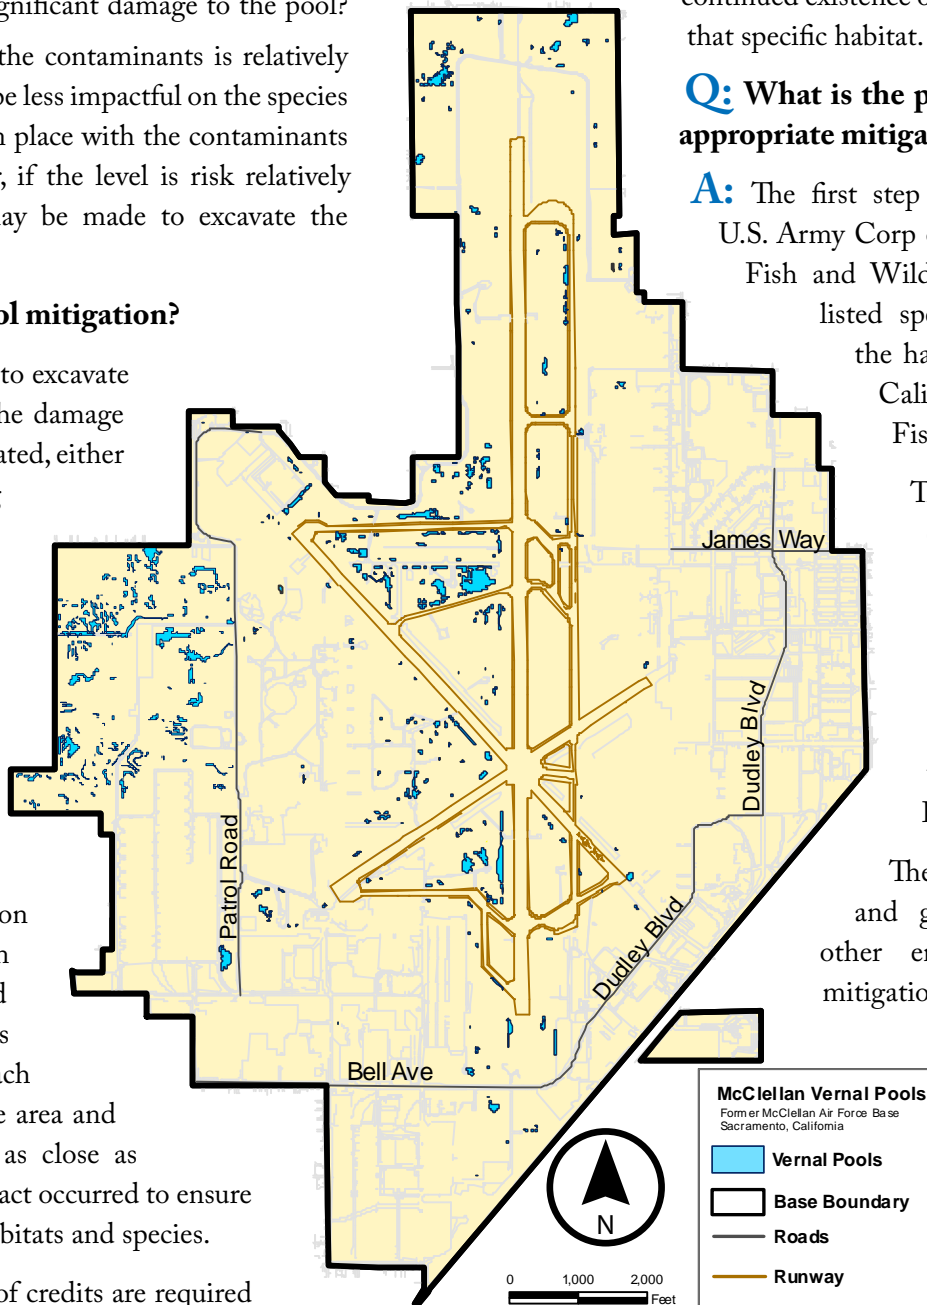 gnificant damage to the pool?
the contaminants is relatively
be less impactful on the species
n place with the contaminants
r, if the level is risk relatively
may be made to excavate the
ol mitigation?
to excavate
he damage
ated, either
on
n
d
s
ach
e area and
as close as
act occurred to ensure
bitats and species.
of credits are required
continued existence o
that specific habitat.
Q: What is the p
appropriate mitiga
A: The first step
U.S. Army Corp
Fish and Wild
listed spe
the ha
Cali
Fis
T
The
and g
other en
mitigatio
James Way
Dudley Blvd
Patrol Road
Dudley Blvd
Bell Ave
N
0 1,000 2,000
Feet
McClellan Vernal Pools
Former McClellan Air Force Base
Sacramento, California
Vernal Pools
Base Boundary
Roads
Runway